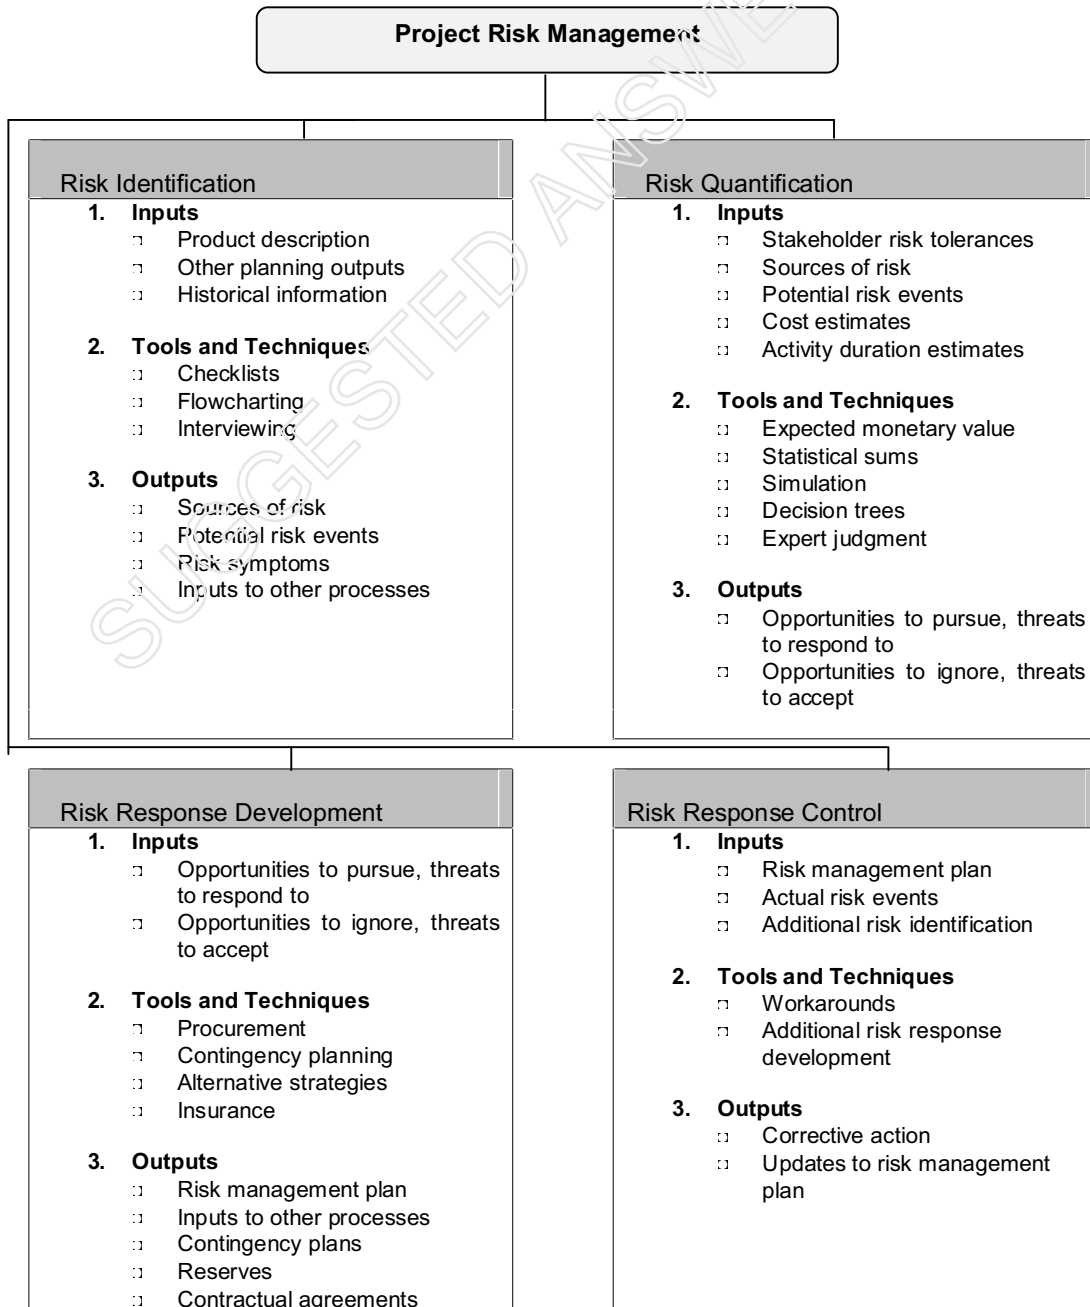 Project Risk Management
Risk Identification
1. Inputs
Product description
Other planning outputs
Historical information
2. Tools and Techniques
Checklists
Flowcharting
Interviewing
3. Outputs
Sources of risk
Potential risk events
Risk symptoms
Inputs to other processes
Risk Quantification
1. Inputs
Stakeholder risk tolerances
Sources of risk
Potential risk events
Cost estimates
Activity duration estimates
2. Tools and Techniques
Expected monetary value
Statistical sums
Simulation
Decision trees
Expert judgment
3. Outputs
Opportunities to pursue, threats
to respond to
Opportunities to ignore, threats
to accept
Risk Response Development
1. Inputs
Opportunities to pursue, threats
to respond to
Opportunities to ignore, threats
to accept
2. Tools and Techniques
Procurement
Contingency planning
Alternative strategies
Insurance
3. Outputs
Risk management plan
Inputs to other processes
Contingency plans
Reserves
Contractual agreements
Risk Response Control
1. Inputs
Risk management plan
Actual risk events
Additional risk identification
2. Tools and Techniques
Workarounds
Additional risk response
development
3. Outputs
Corrective action
Updates to risk management
plan
SUGGESTED ANSWE